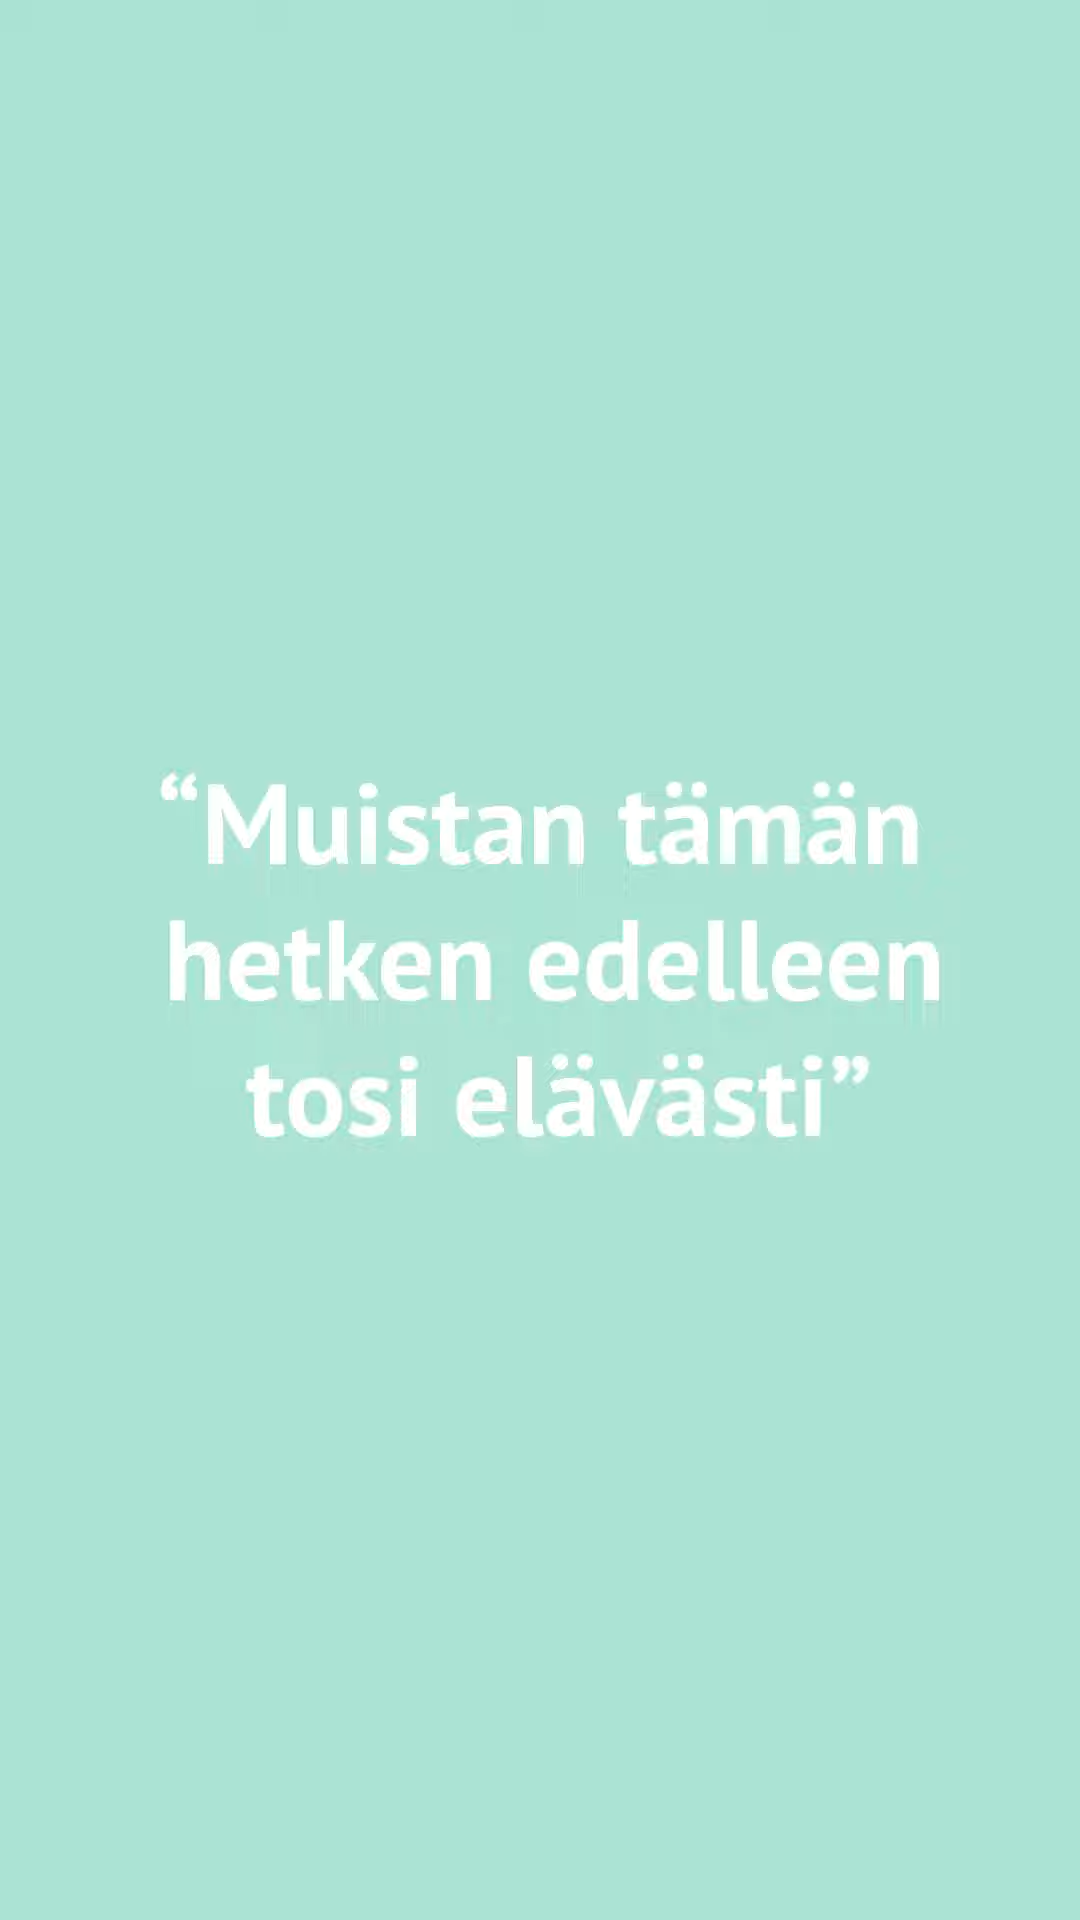 “Muistan tämän
hetken edelleen
tosi elävästi”